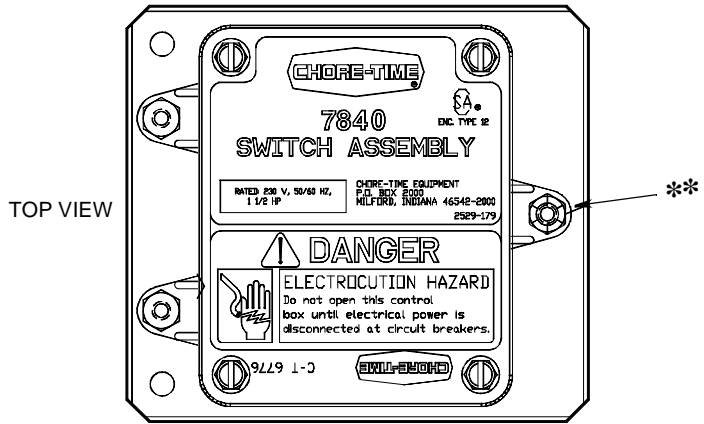 CHORE-TIME
®
SA®
ENC. TYPE 12
7840
SWITCH ASSEMBLY
RATED: 230 V, 50/60 HZ,
1 1/2 HP
CHORE-TIME EQUIPMENT
P.O. BOX 2000
MILFORD, INDIANA 46542-2000
2529-179
TOP VIEW
**
DANGER
ELECTROCUTION HAZARD
Do not open this control
box until electrical power is
disconnected at circuit breakers.
C-T 6776
CHORE-TIME